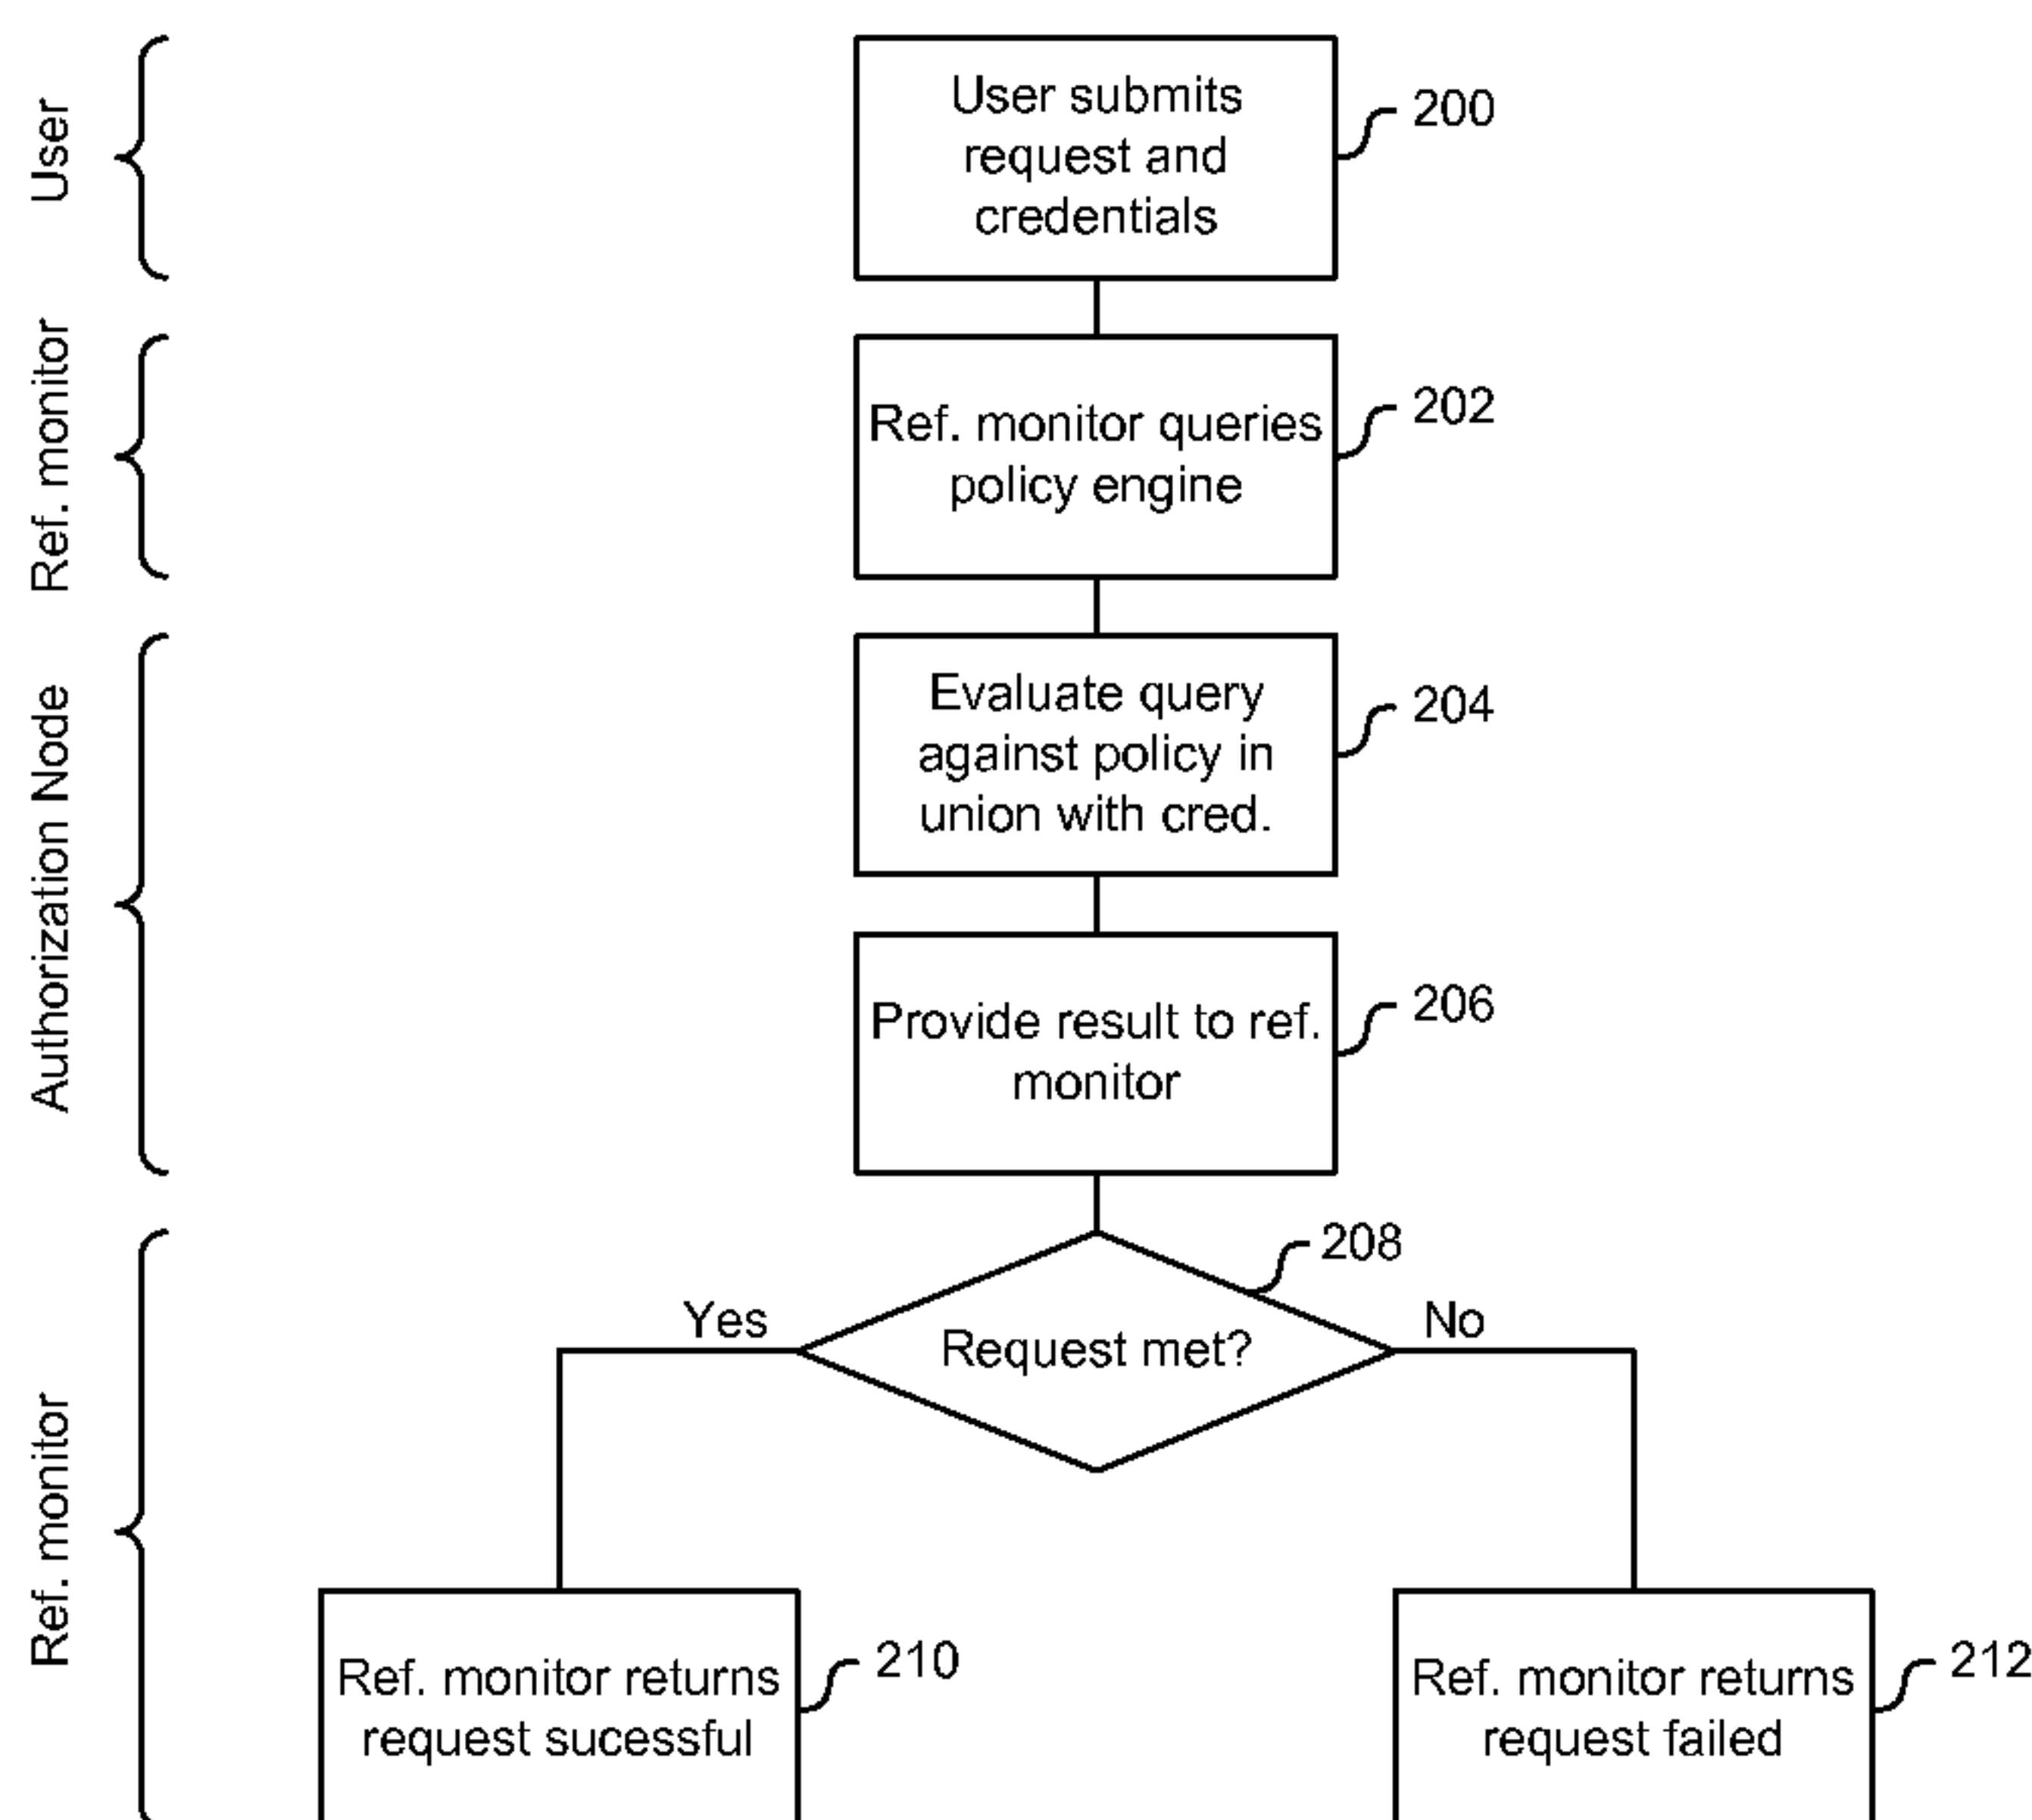 User
User submits
request and
credentials
200
Ref. monitor
Ref. monitor queries
policy engine
202
Authorization Node
Evaluate query
against policy in
union with cred.
204
Provide result to ref.
monitor
206
Ref. monitor
208
Yes
Request met?
No
Ref. monitor returns
request sucessful
210
Ref. monitor returns
request failed
212